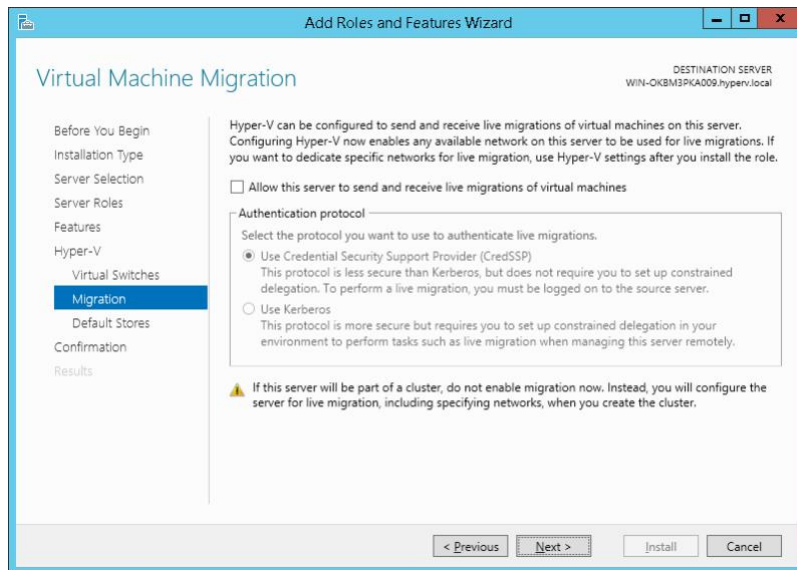 Add Roles and Features Wizard
Virtual Machine Migration
DESTINATION SERVER
WIN-OKBM3PKA009.hyperv.local
Before You Begin
Installation Type
Server Selection
Server Roles
Features
Hyper-V
Virtual Switches
Migration
Default Stores
Confirmation
Results
Hyper-V can be configured to send and receive live migrations of virtual machines on this server.
Configuring Hyper-V now enables any available network on this server to be used for live migrations. If
you want to dedicate specific networks for live migration, use Hyper-V settings after you install the role.
Allow this server to send and receive live migrations of virtual machines
Authentication protocol
Select the protocol you want to use to authenticate live migrations.
Use Credential Security Support Provider (CredSSP)
This protocol is less secure than Kerberos, but does not require you to set up constrained
delegation. To perform a live migration, you must be logged on to the source server.
Use Kerberos
This protocol is more secure but requires you to set up constrained delegation in your
environment to perform tasks such as live migration when managing this server remotely.
If this server will be part of a cluster, do not enable migration now. Instead, you will configure the
server for live migration, including specifying networks, when you create the cluster.
< Previous
Next >
Install
Cancel